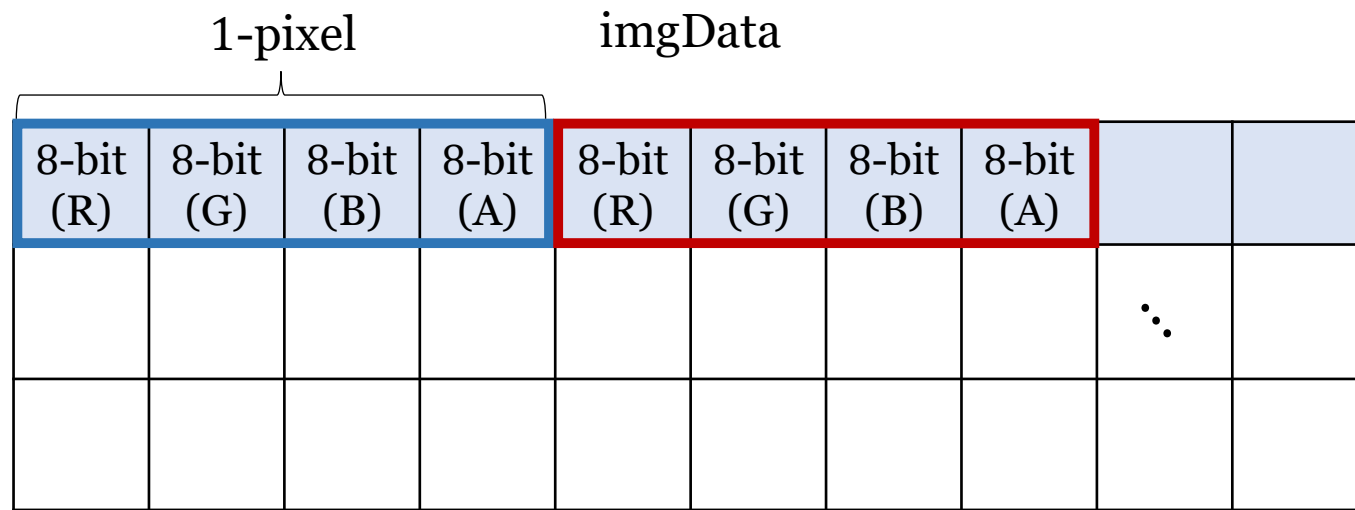 1-pixel
imgData
8-bit 8-bit 8-bit 8-bit 8-bit 8-bit 8-bit 8-bit
(R) (G) (B) (A) (R) (G) (B) (A)
⋱